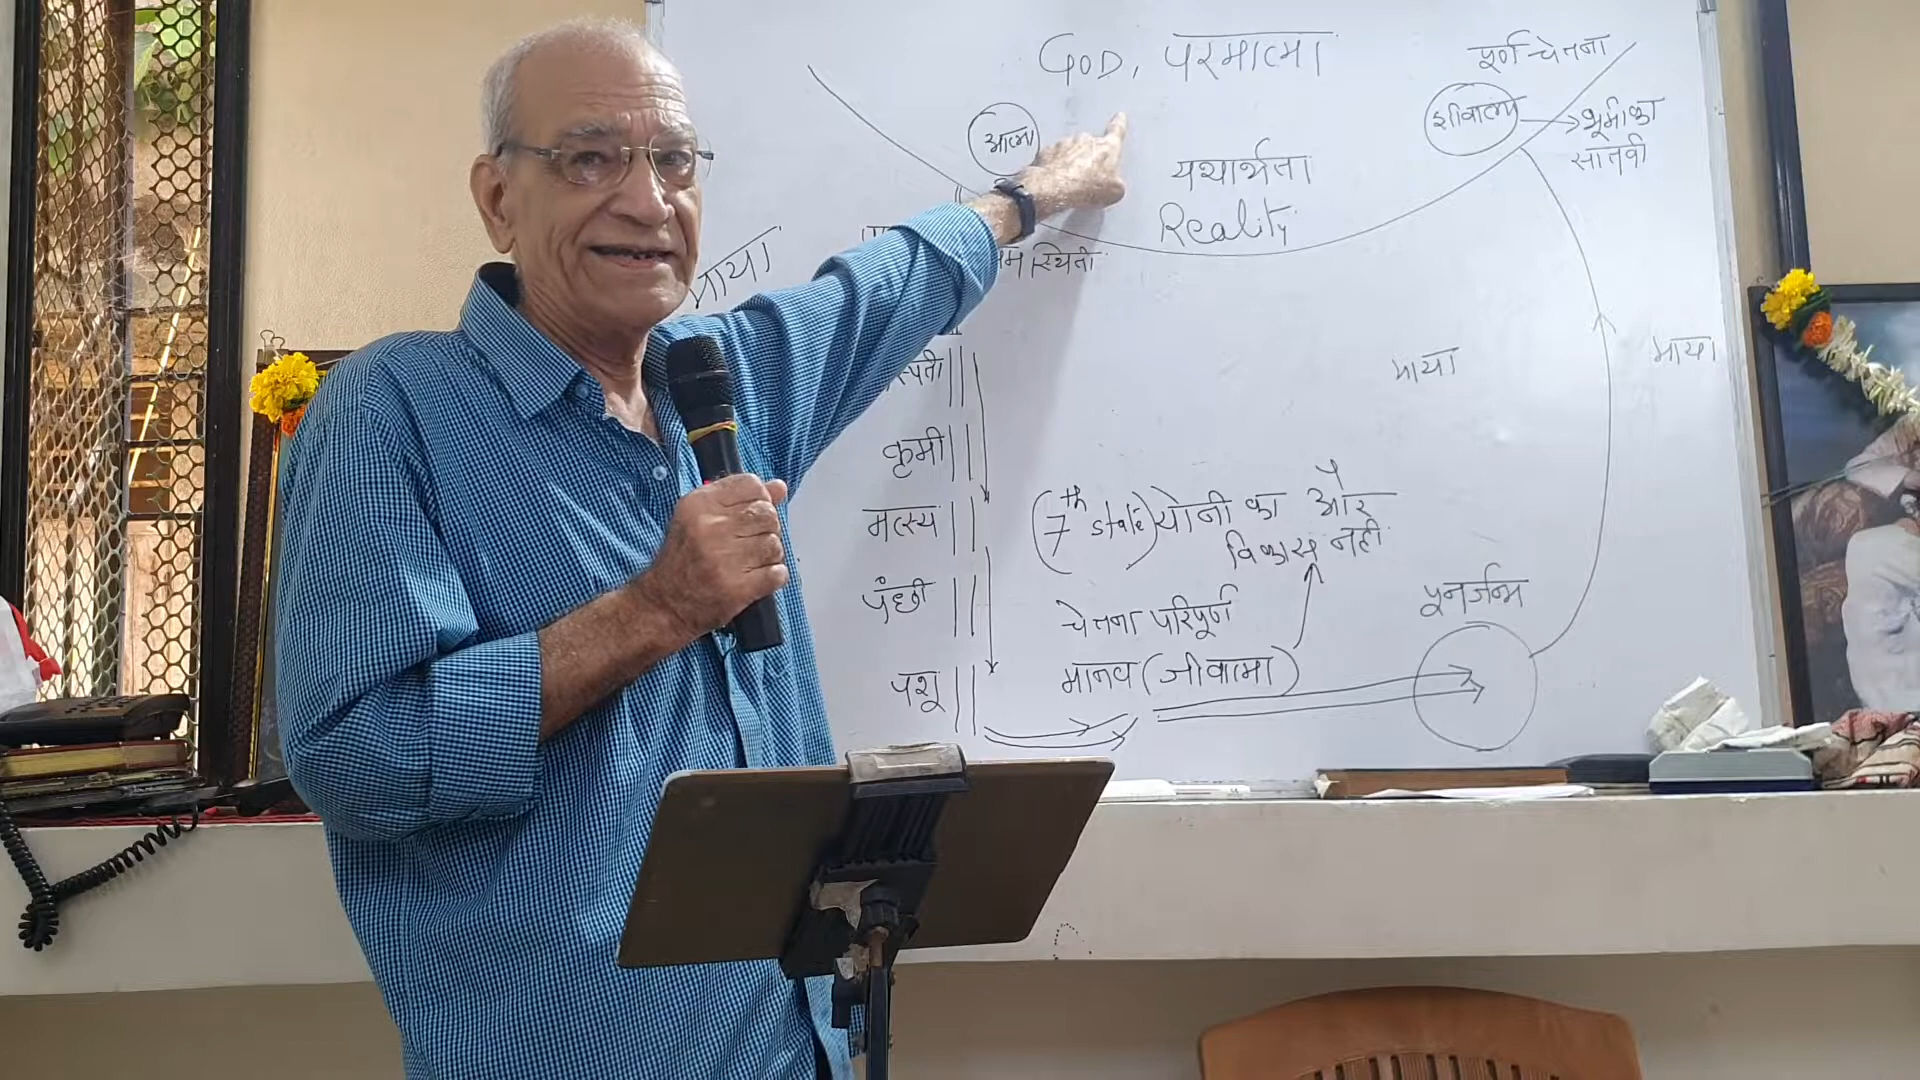 GOD, परमात्मा
पूर्ण चेतना
आत्मा
शीवात्मा
भूमीका
सातवी
यथार्थता
Reality
माया
स्थिती
माया
माया
कृमी
मत्स्य
(7th state) योनी का और
विकास नही
पंछी
चेतना परिपूर्ण
पूनर्जन्म
पशू
मानव (जीवात्मा)